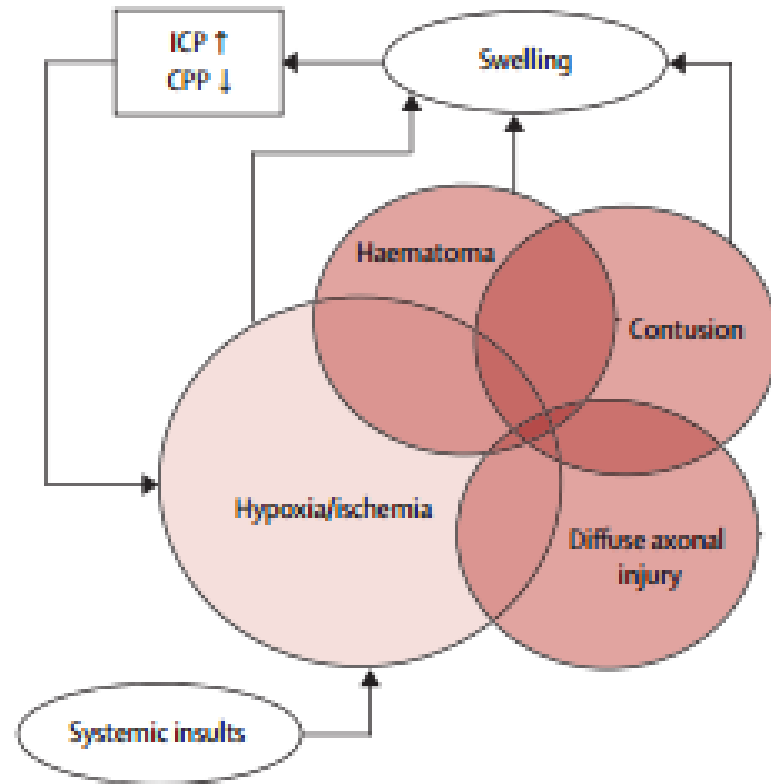 ICP ↑
CPP ↓
Swelling
Haematoma
Contusion
Hypoxia/ischemia
Diffuse axonal
injury
Systemic insults